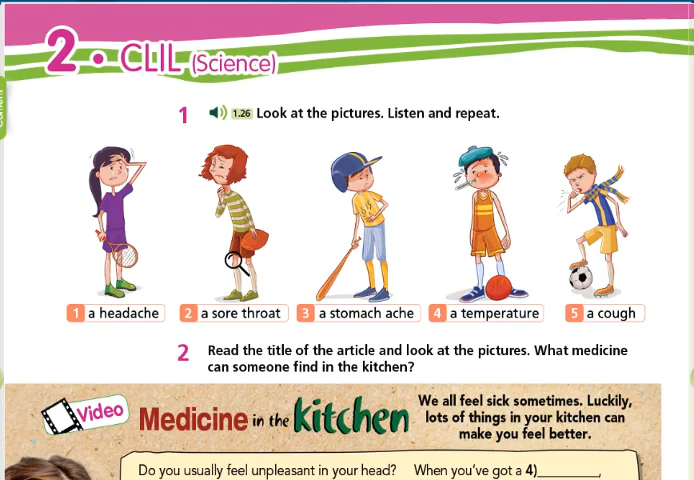 2 • CLIL (Science)
1 1.26 Look at the pictures. Listen and repeat.
1 a headache
2 a sore throat
3 a stomach ache
4 a temperature
5 a cough
2 Read the title of the article and look at the pictures. What medicine
can someone find in the kitchen?
Video
Medicine in the kitchen
We all feel sick sometimes. Luckily,
lots of things in your kitchen can
make you feel better.
Do you usually feel unpleasant in your head?
When you've got a 4)__________,